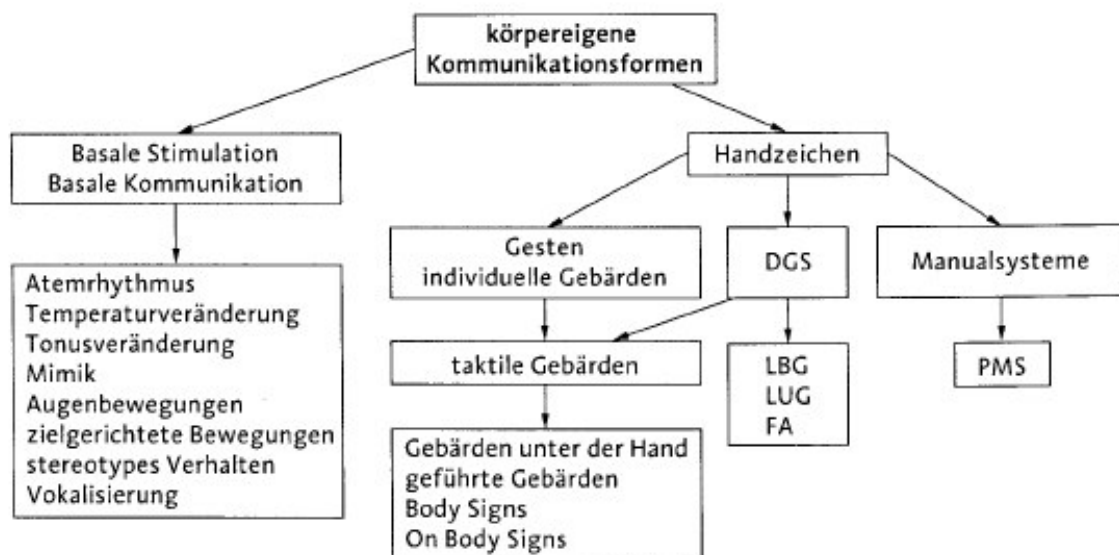 körpereigene
Kommunikationsformen
Basale Stimulation
Basale Kommunikation
Handzeichen
Gesten
individuelle Gebärden
DGS
Manualsysteme
Atemrhythmus
Temperaturveränderung
Tonusveränderung
Mimik
Augenbewegungen
zielgerichtete Bewegungen
stereotypes Verhalten
Vokalisierung
taktile Gebärden
LBG
LUG
FA
PMS
Gebärden unter der Hand
geführte Gebärden
Body Signs
On Body Signs